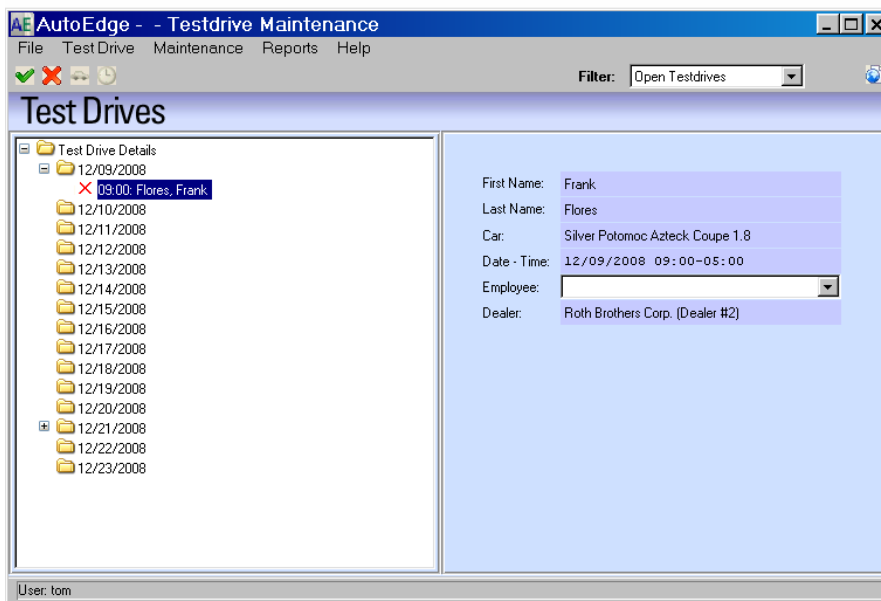 AE AutoEdge - - Testdrive Maintenance
File Test Drive Maintenance Reports Help
Filter: Open Testdrives
Test Drives
Test Drive Details
12/09/2008
09:00: Flores, Frank
12/10/2008
12/11/2008
12/12/2008
12/13/2008
12/14/2008
12/15/2008
12/16/2008
12/17/2008
12/18/2008
12/19/2008
12/20/2008
12/21/2008
12/22/2008
12/23/2008
First Name: Frank
Last Name: Flores
Car: Silver Potomoc Azteck Coupe 1.8
Date - Time: 12/09/2008 09:00-05:00
Employee:
Dealer: Roth Brothers Corp. (Dealer #2)
User: tom